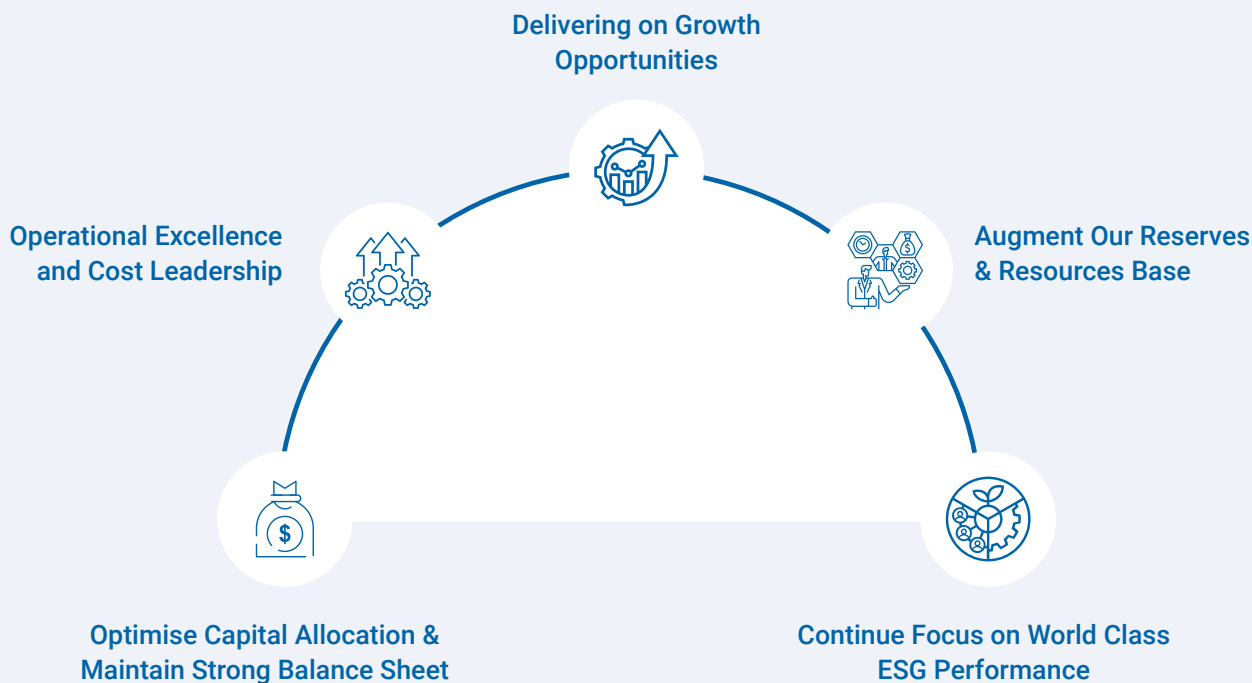 Delivering on Growth
Opportunities
Operational Excellence
and Cost Leadership
Augment Our Reserves
& Resources Base
$
$
Optimise Capital Allocation &
Maintain Strong Balance Sheet
Continue Focus on World Class
ESG Performance